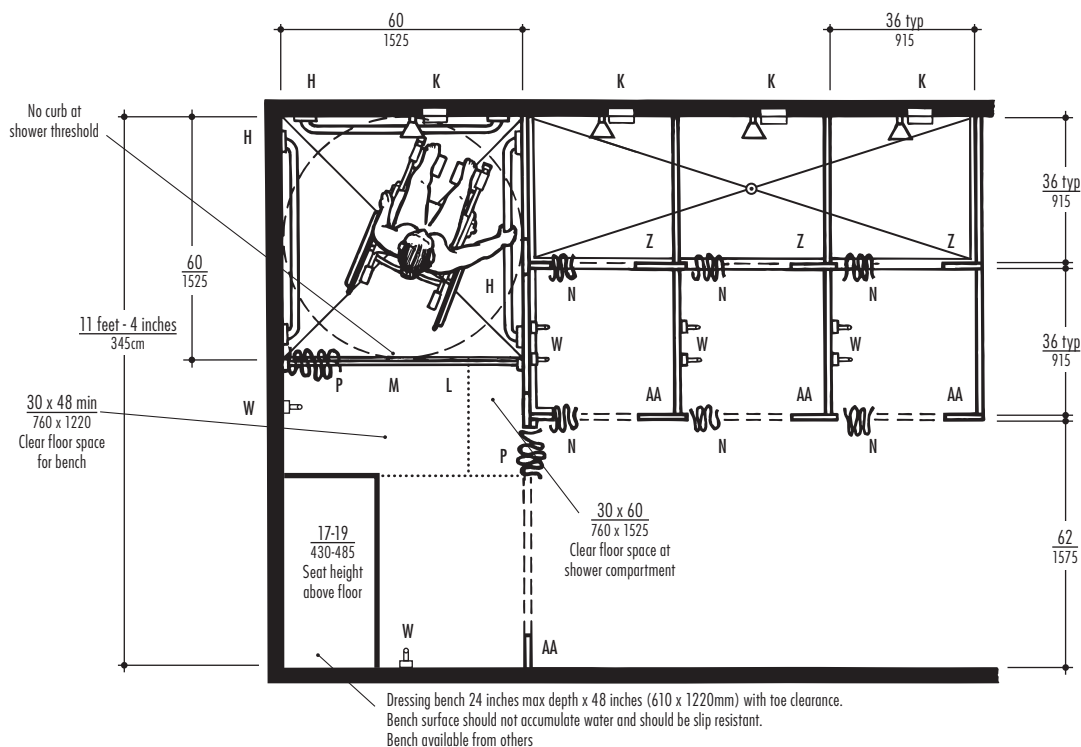 60
1525
36 typ
915
H
K
K
K
K
No curb at
shower threshold
H
36 typ
915
60
1525
Z
Z
Z
H
N
N
N
11 feet - 4 inches
345cm
W
W
W
36 typ
915
P
M
L
AA
AA
AA
30 x 48 min
760 x 1220
Clear floor space
for bench
W
N
N
N
P
30 x 60
760 x 1525
Clear floor space at
shower compartment
17-19
430-485
Seat height
above floor
62
1575
W
AA
Dressing bench 24 inches max depth x 48 inches (610 x 1220mm) with toe clearance.
Bench surface should not accumulate water and should be slip resistant.
Bench available from others